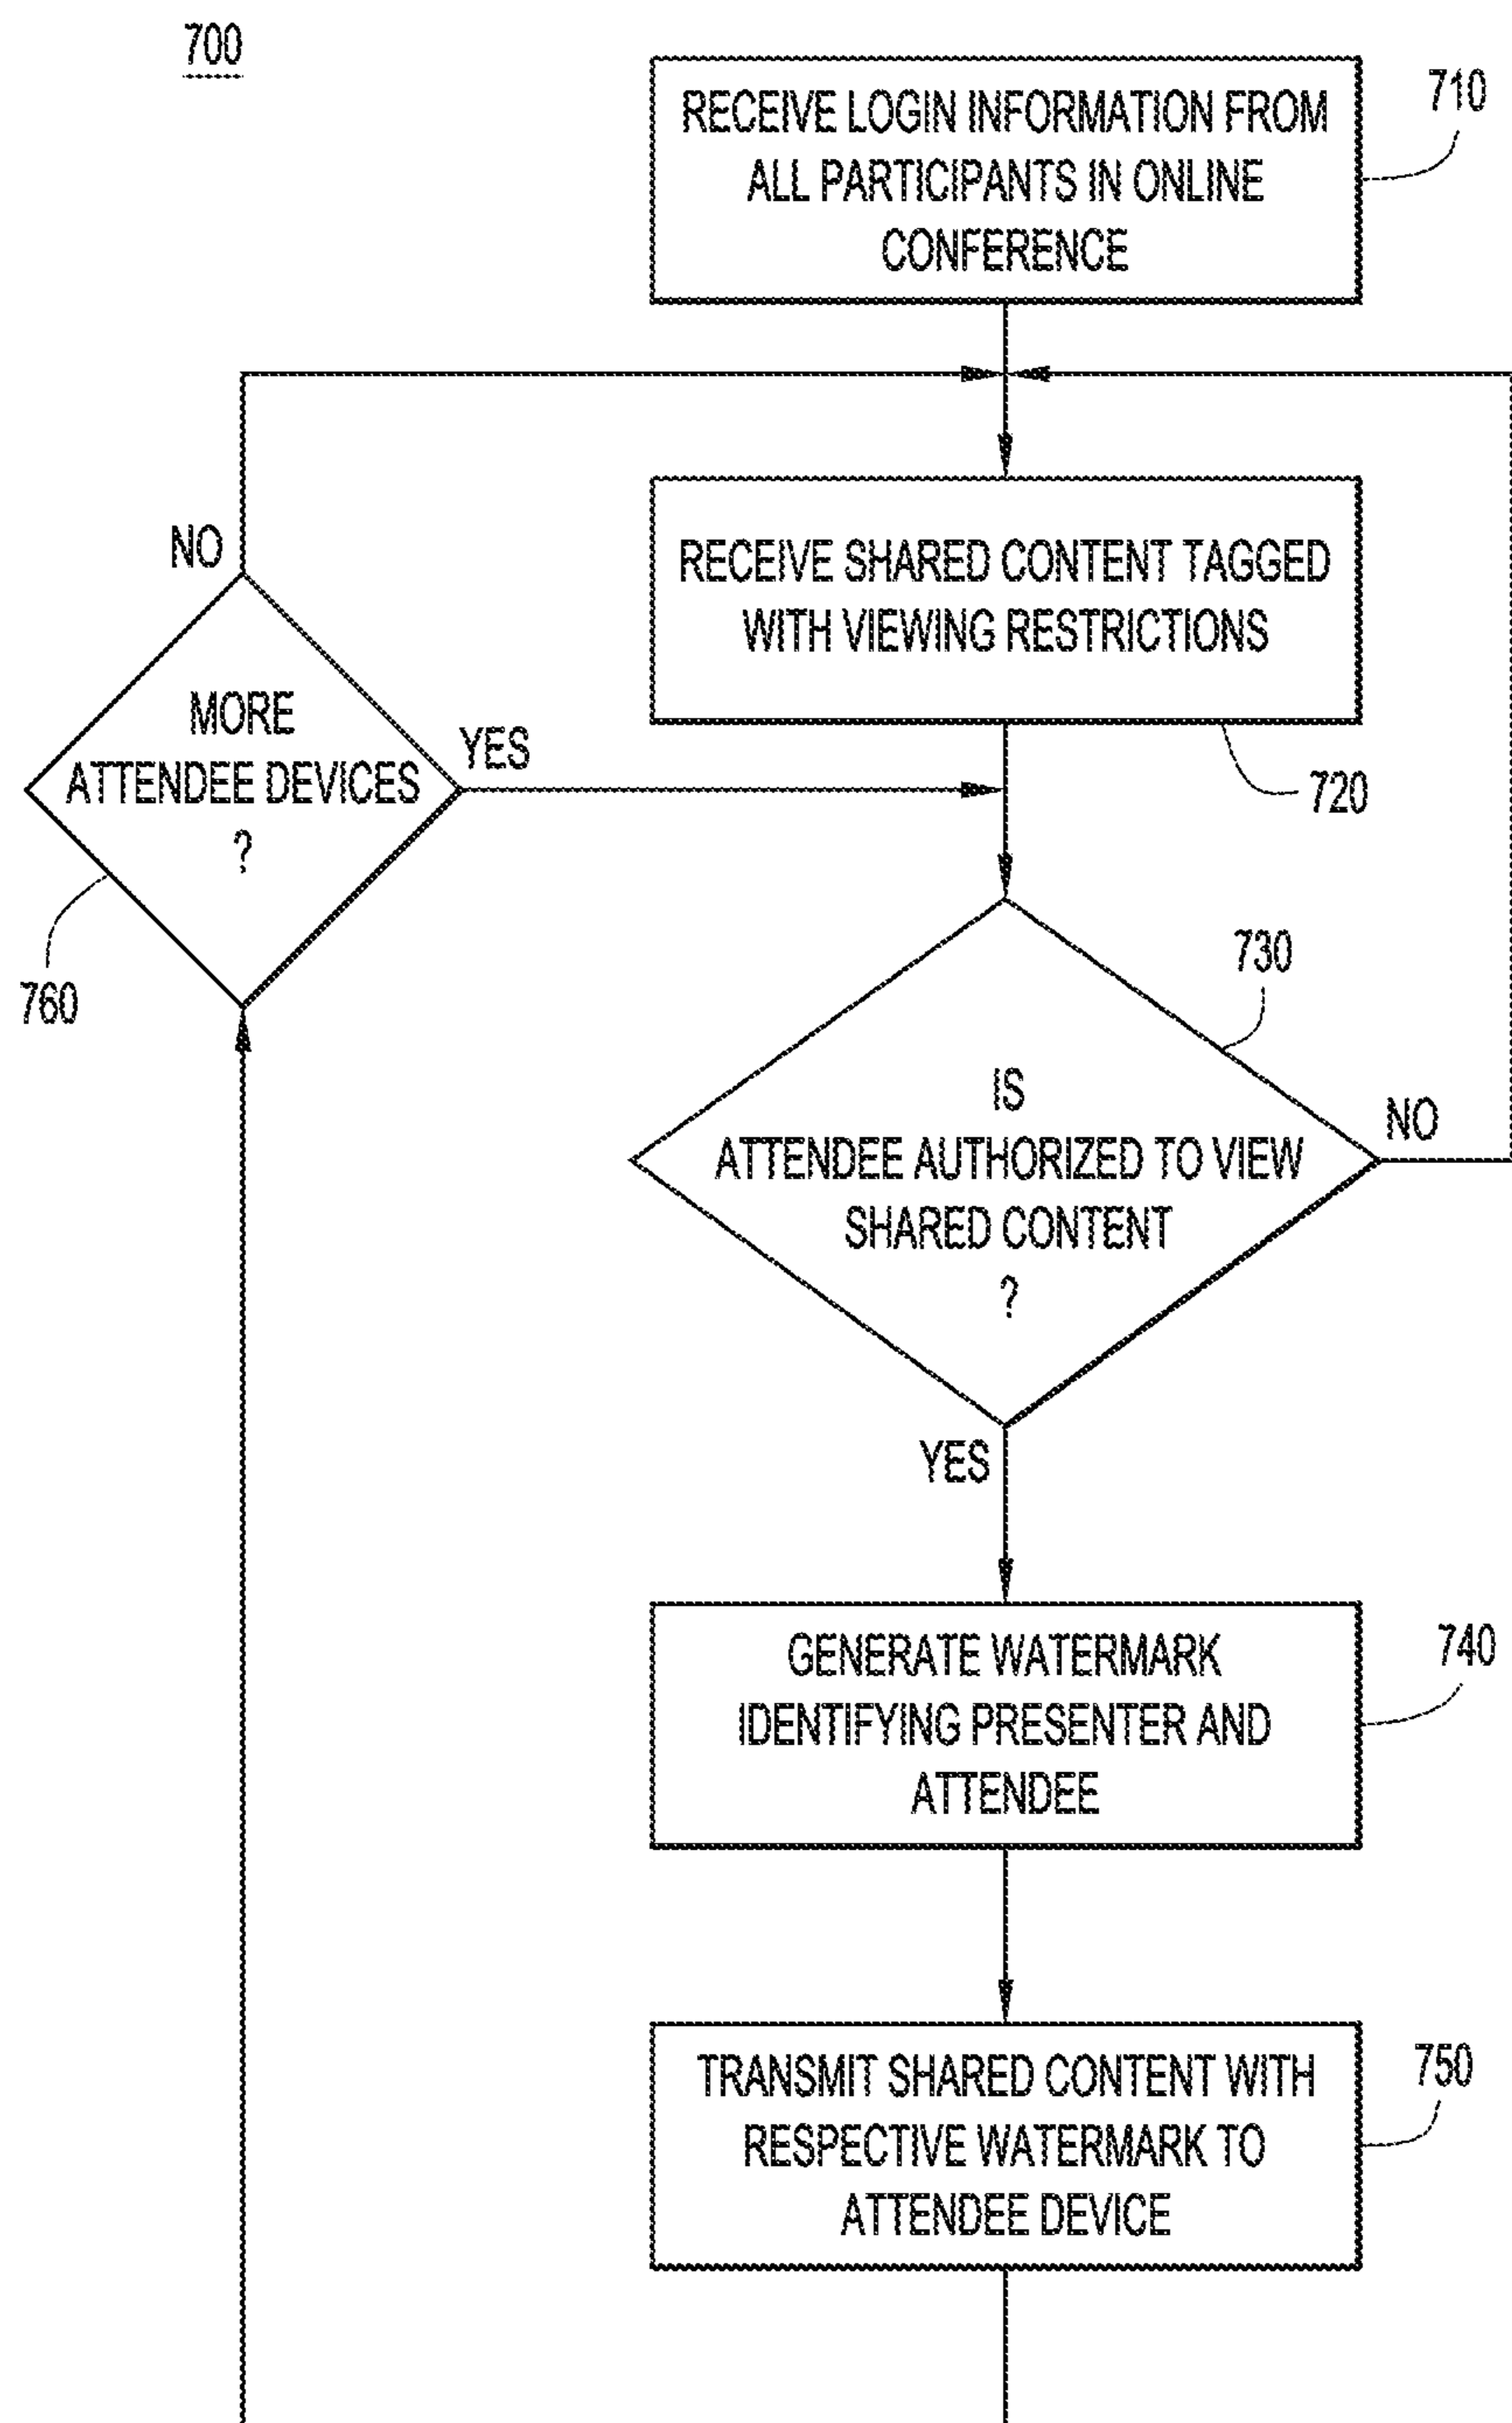 700
RECEIVE LOGIN INFORMATION FROM
ALL PARTICIPANTS IN ONLINE
CONFERENCE
710
RECEIVE SHARED CONTENT TAGGED
WITH VIEWING RESTRICTIONS
720
NO
MORE
ATTENDEE DEVICES
?
YES
760
730
IS
ATTENDEE AUTHORIZED TO VIEW
SHARED CONTENT
?
NO
YES
GENERATE WATERMARK
IDENTIFYING PRESENTER AND
ATTENDEE
740
TRANSMIT SHARED CONTENT WITH
RESPECTIVE WATERMARK TO
ATTENDEE DEVICE
750